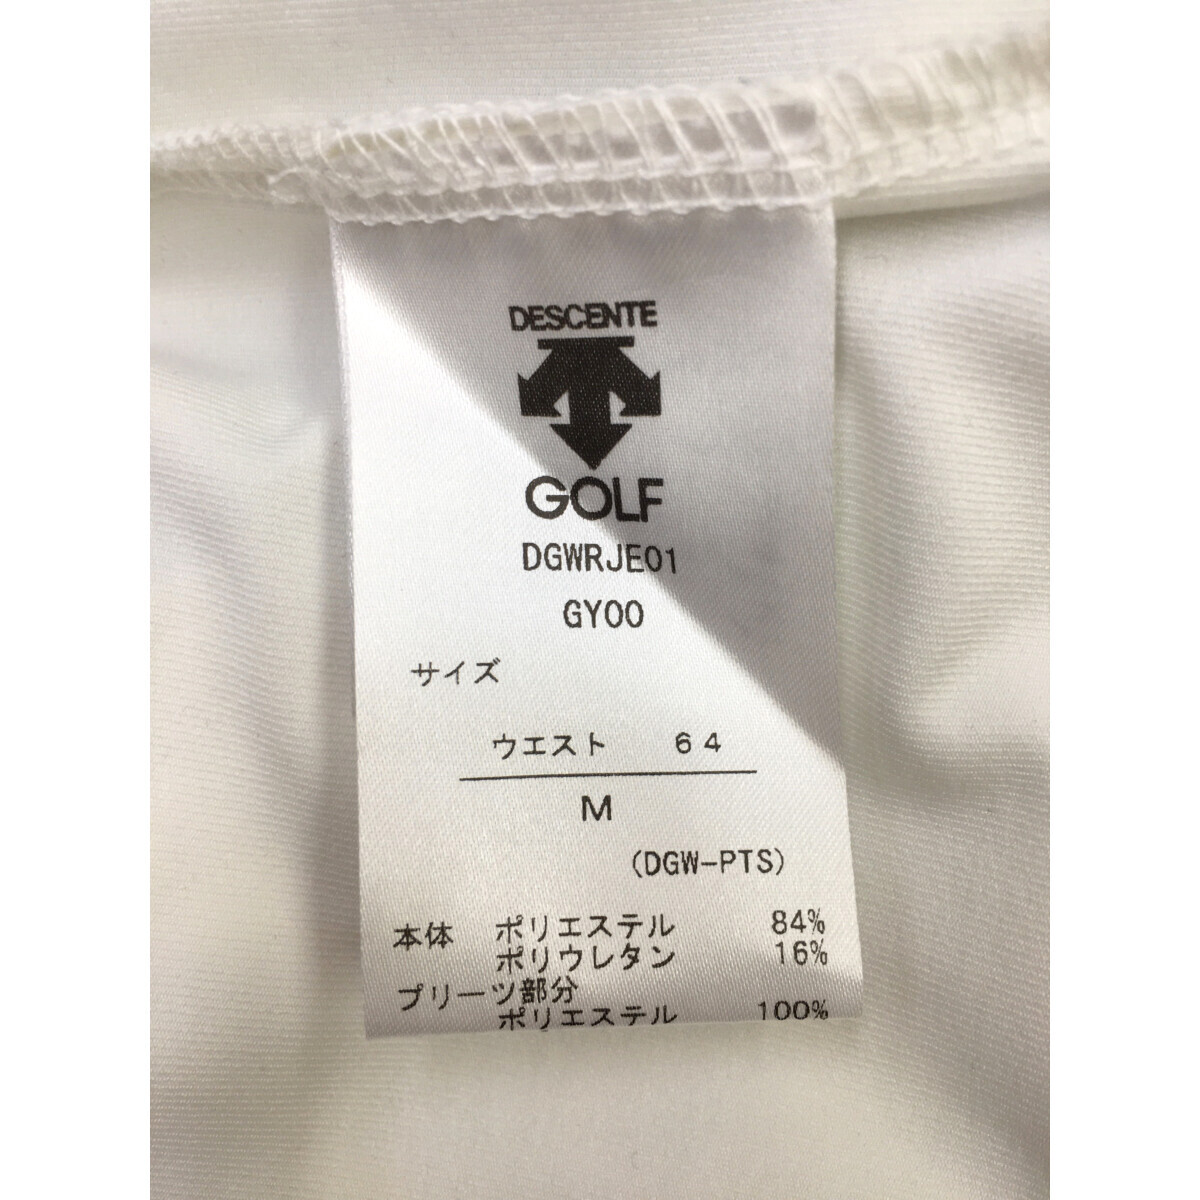 DESCENTE
GOLF
DGWRJE01
GY00
サイズ
ウエスト 64
M
(DGW-PTS)
本体 ポリエステル 84%
ポリウレタン 16%
プリーツ部分
ポリエステル 100%